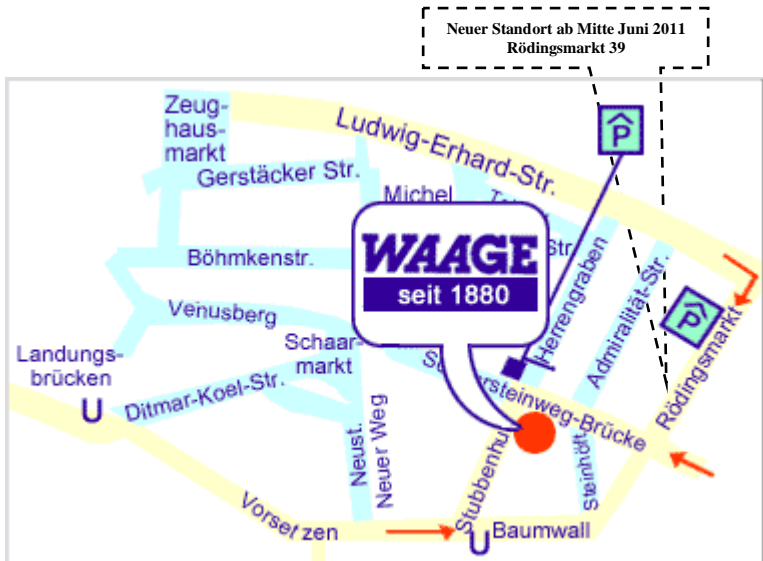 Neuer Standort ab Mitte Juni 2011
Rödingsmarkt 39
Zeug-
haus-
markt
Ludwig-Erhard-Str.
P
Gerstäcker Str.
Michel
Str.
WAAGE
seit 1880
Böhmkenstr.
Herrengraben
Admiralität-Str.
P
Rödingsmarkt
Venusberg
Schaar-
markt
Landungs-
brücken
U
Ditmar-Koel-Str.
ersteinweg-Brücke
Neust.
Neuer Weg
Stubbenhu
Steinhöft
Vorsetzen
U
Baumwall